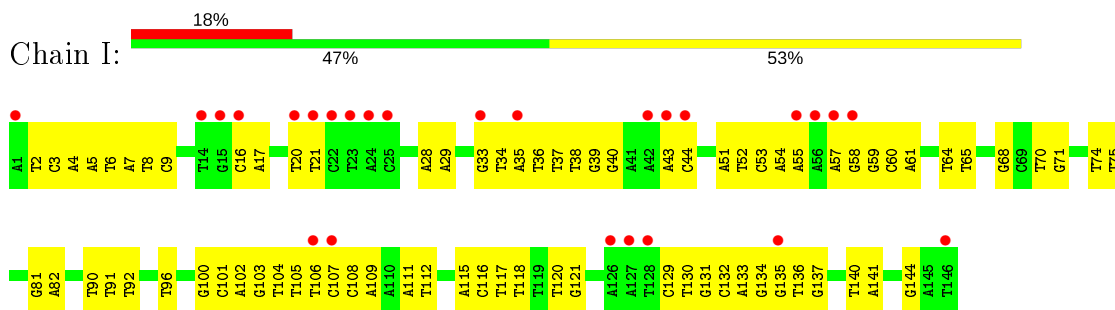 18%
Chain I:
47% 53%
A1 T2 C3 A4 A5 T6 A7 T8 C9 T14 G15 C16 A17 T20 T21 C22 T23 A24 C25 A28 A29 G33 T34 A35 T36 T37 T38 G39 G40 A41 A42 A43 C44 A51 T52 C53 A54 A55 A56 A57 G58 G59 C60 A61 T64 T65 G68 C69 T70 G71 T74 T75
G81 A82 T90 T91 T92 T96 G100 C101 A102 G103 T104 T105 T106 C107 C108 A109 A110 A111 T112 A115 C116 T117 T118 T119 T120 G121 A126 A127 T128 C129 T130 G131 C132 A133 G134 G135 T136 G137 T140 A141 G144 A145 T146